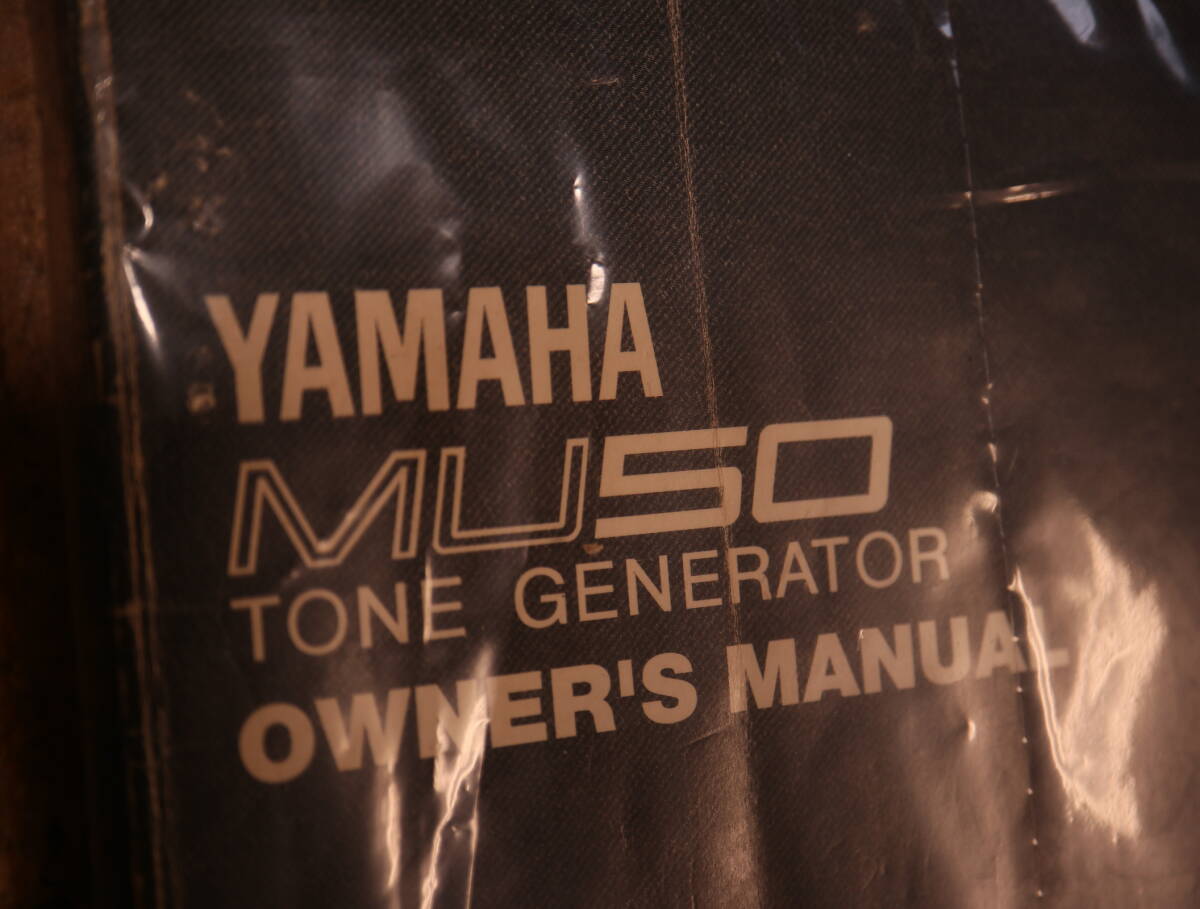 YAMAHA
MU50
TONE GENERATOR
OWNER'S MANUAL